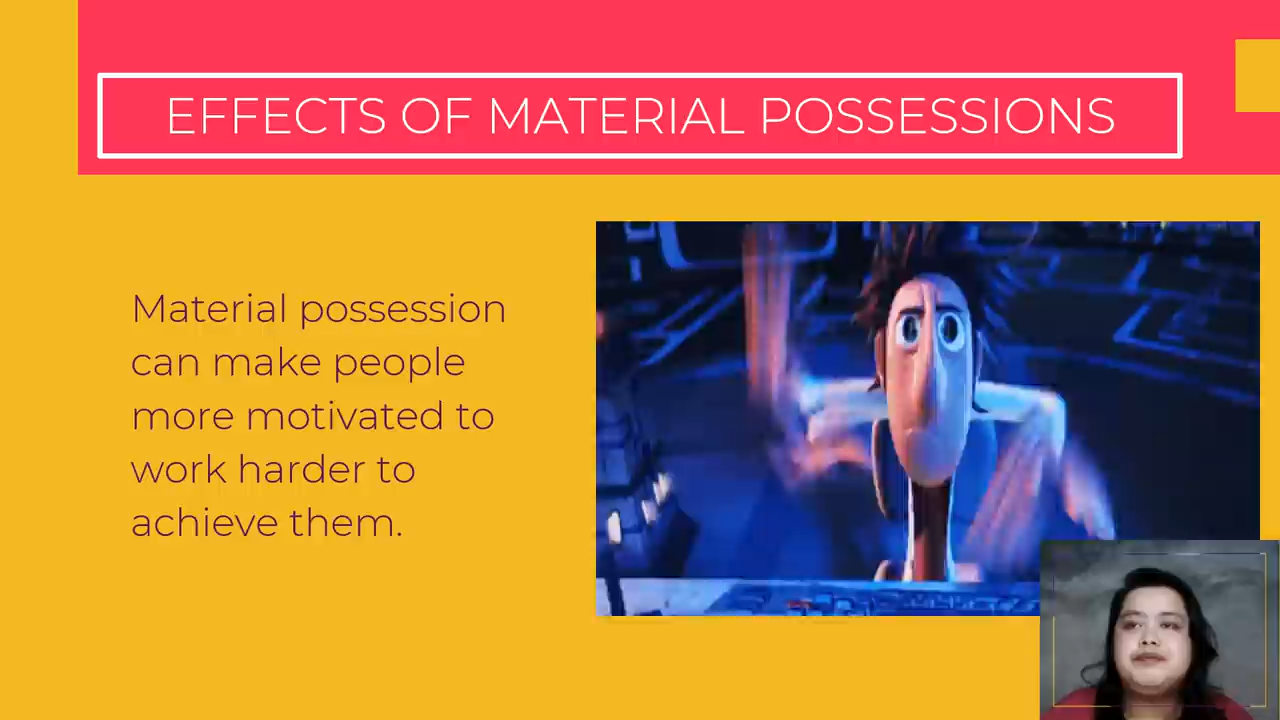 EFFECTS OF MATERIAL POSSESSIONS
Material possession
can make people
more motivated to
work harder to
achieve them.